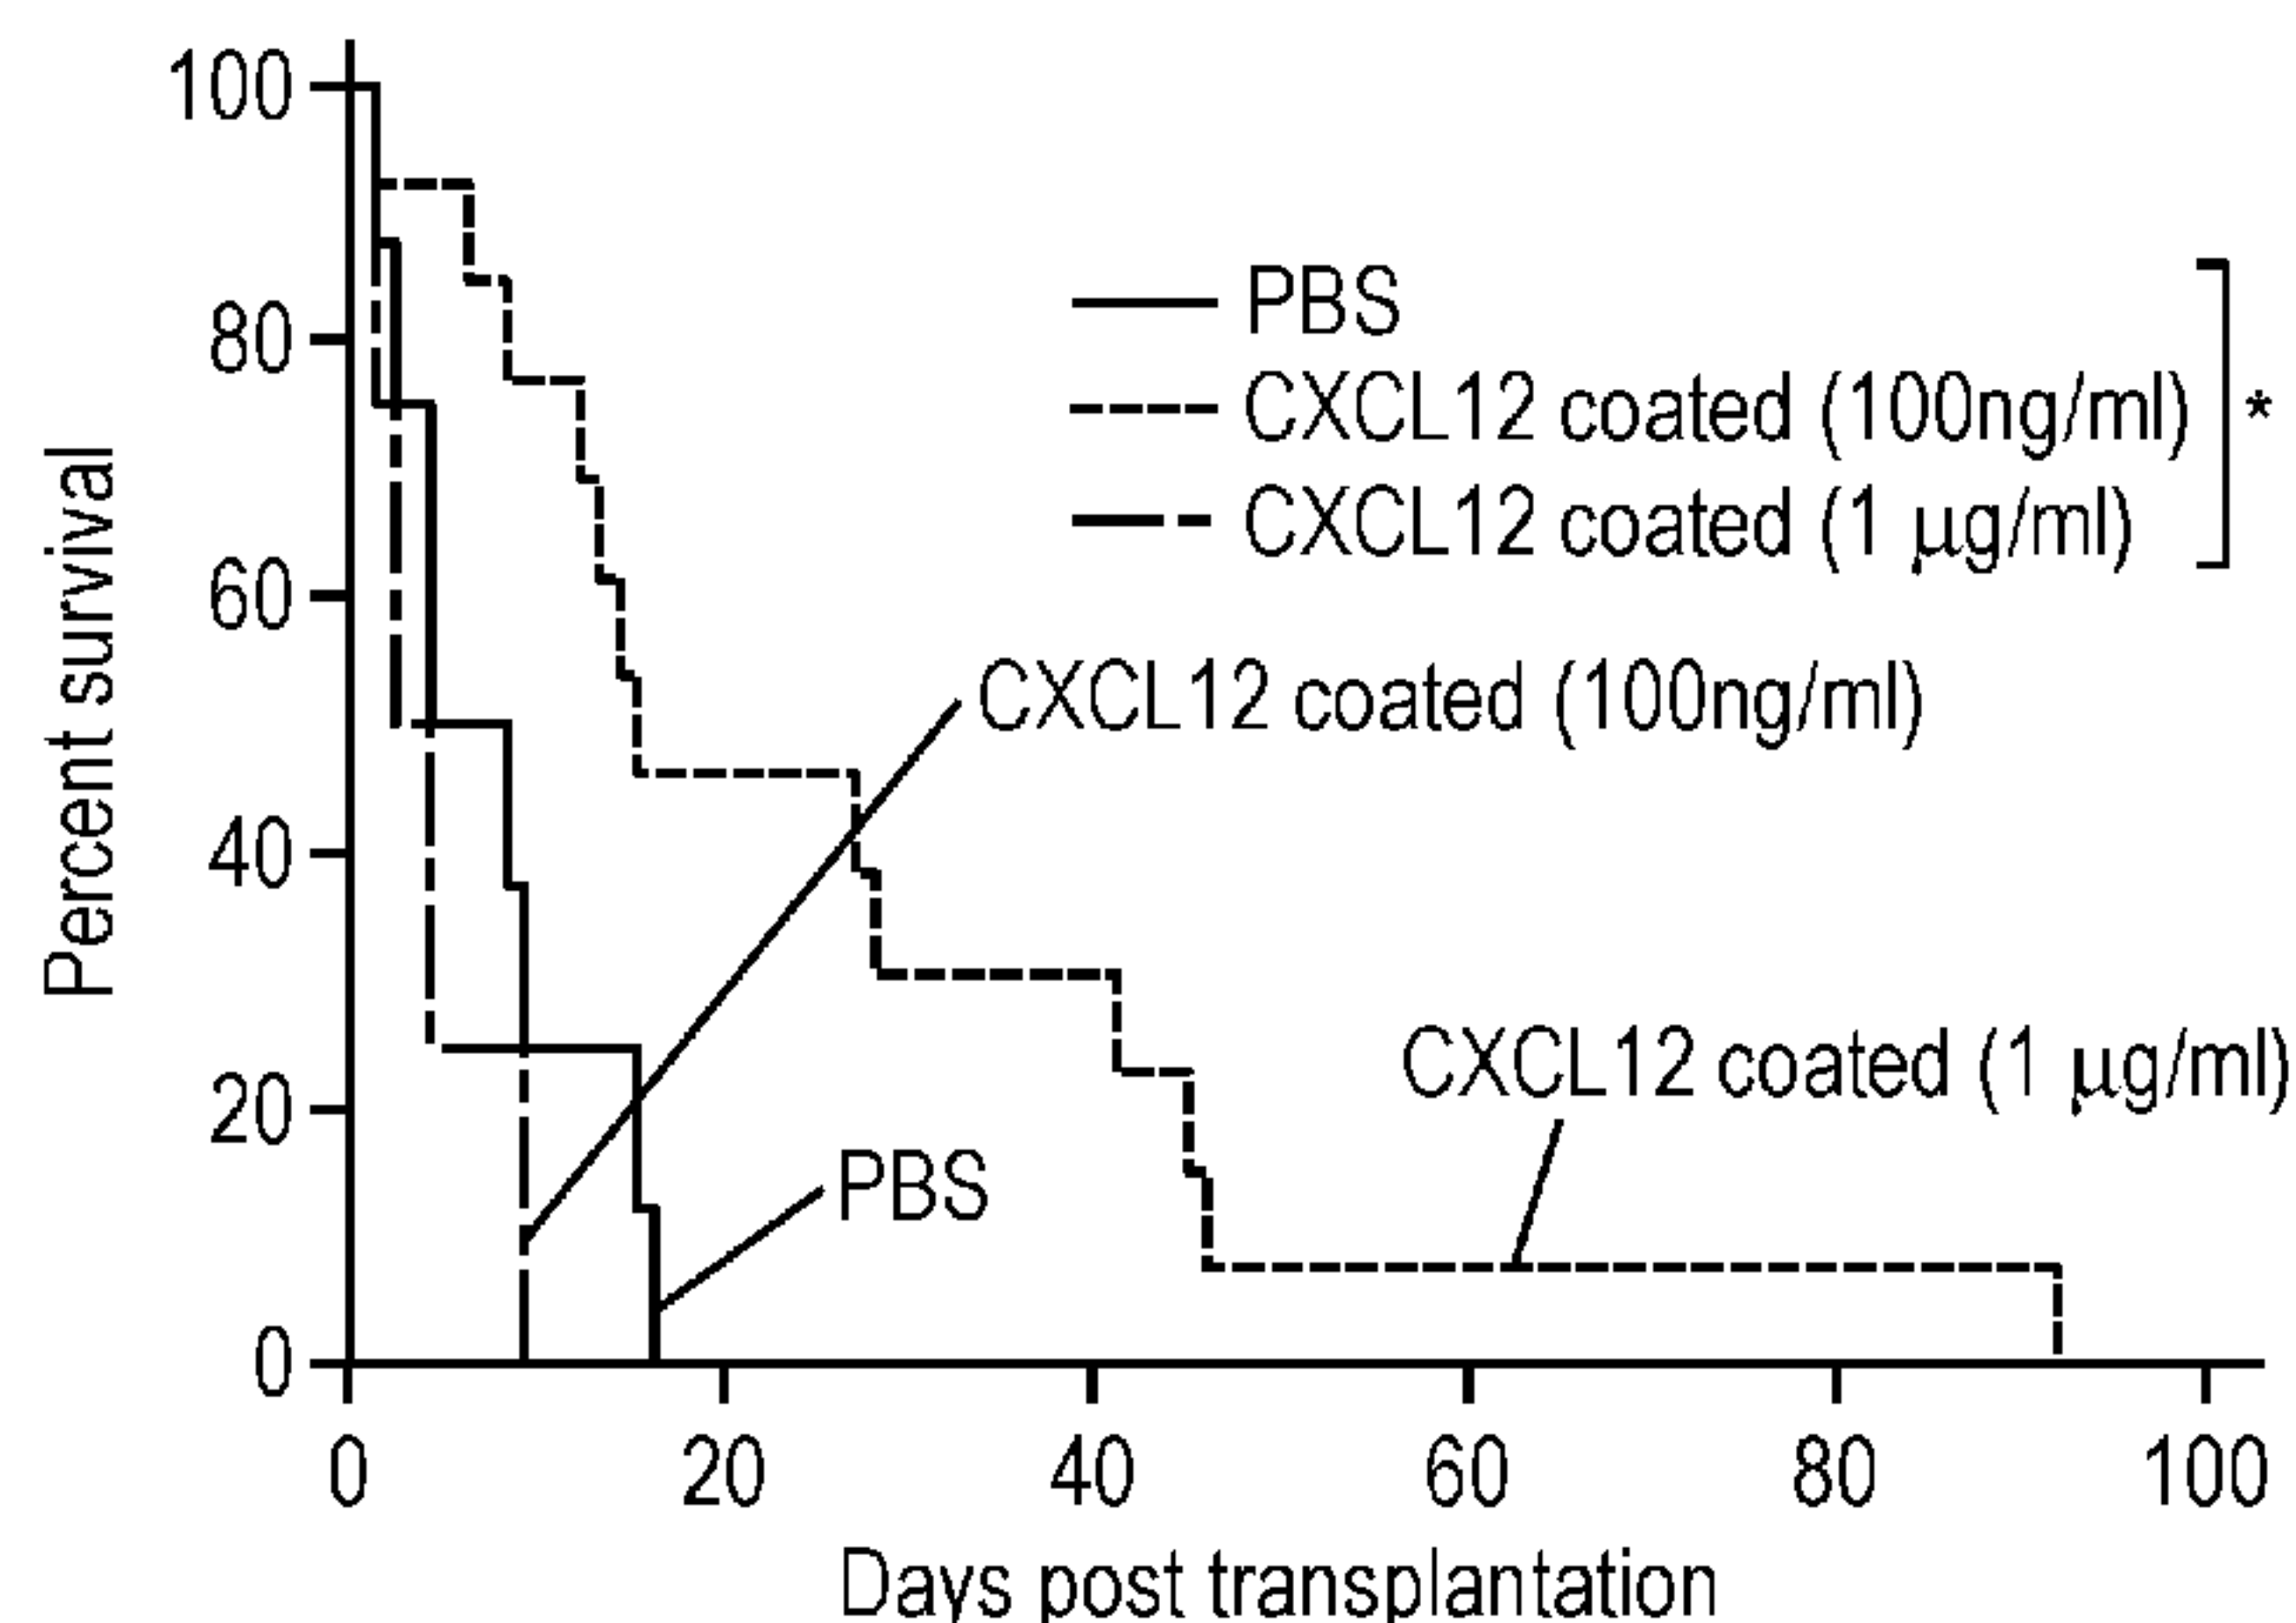 Percent survival
100
80
60
40
20
0
PBS
CXCL12 coated (100ng/ml)
CXCL12 coated (1 μg/ml)
*
CXCL12 coated (100ng/ml)
CXCL12 coated (1 μg/ml)
PBS
0 20 40 60 80 100
Days post transplantation